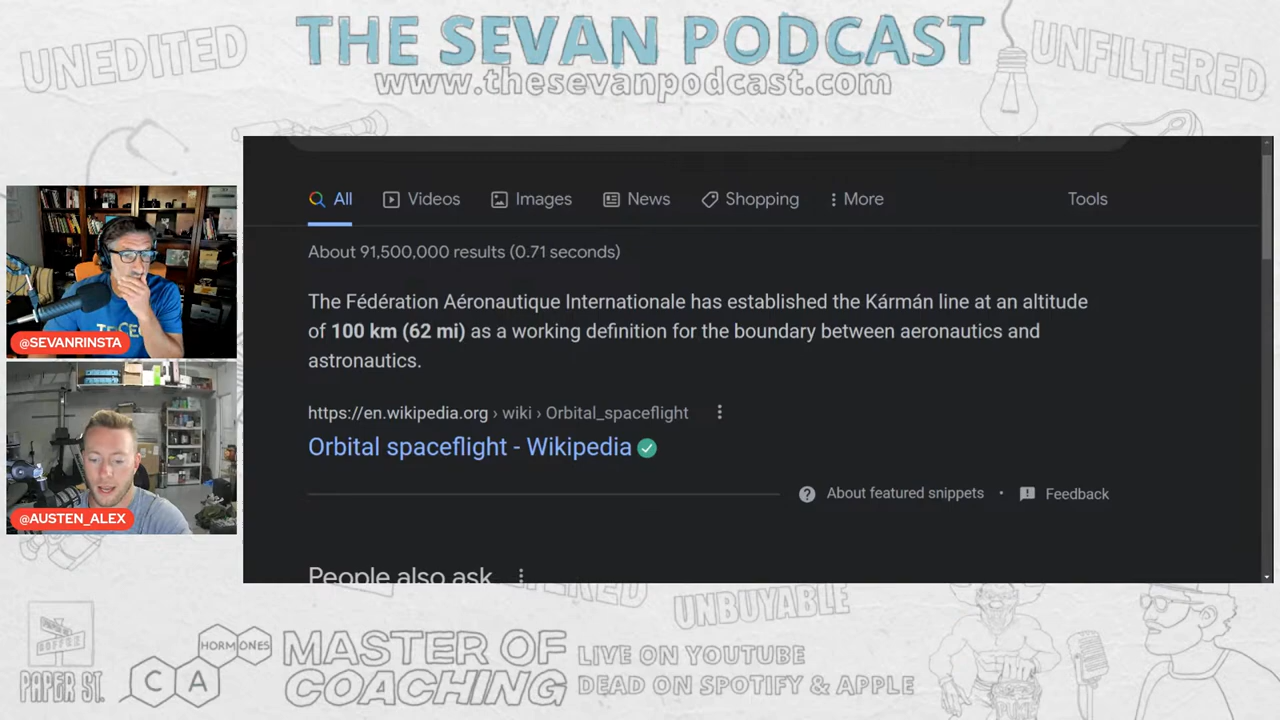 UNEDITED
THE SEVAN PODCAST
www.thesevanpodcast.com
UNFILTERED
All
Videos
Images
News
Shopping
More
Tools
About 91,500,000 results (0.71 seconds)
The Fédération Aéronautique Internationale has established the Kármán line at an altitude
of 100 km (62 mi) as a working definition for the boundary between aeronautics and
astronautics.
https://en.wikipedia.org › wiki › Orbital_spaceflight
Orbital spaceflight - Wikipedia
About featured snippets
•
Feedback
People also ask
@SEVANRINSTA
@AUSTEN_ALEX
UNBUYABLE
COFFEE
PAPER ST.
HORMONES
C A
MASTER OF
COACHING
LIVE ON YOUTUBE
DEAD ON SPOTIFY & APPLE